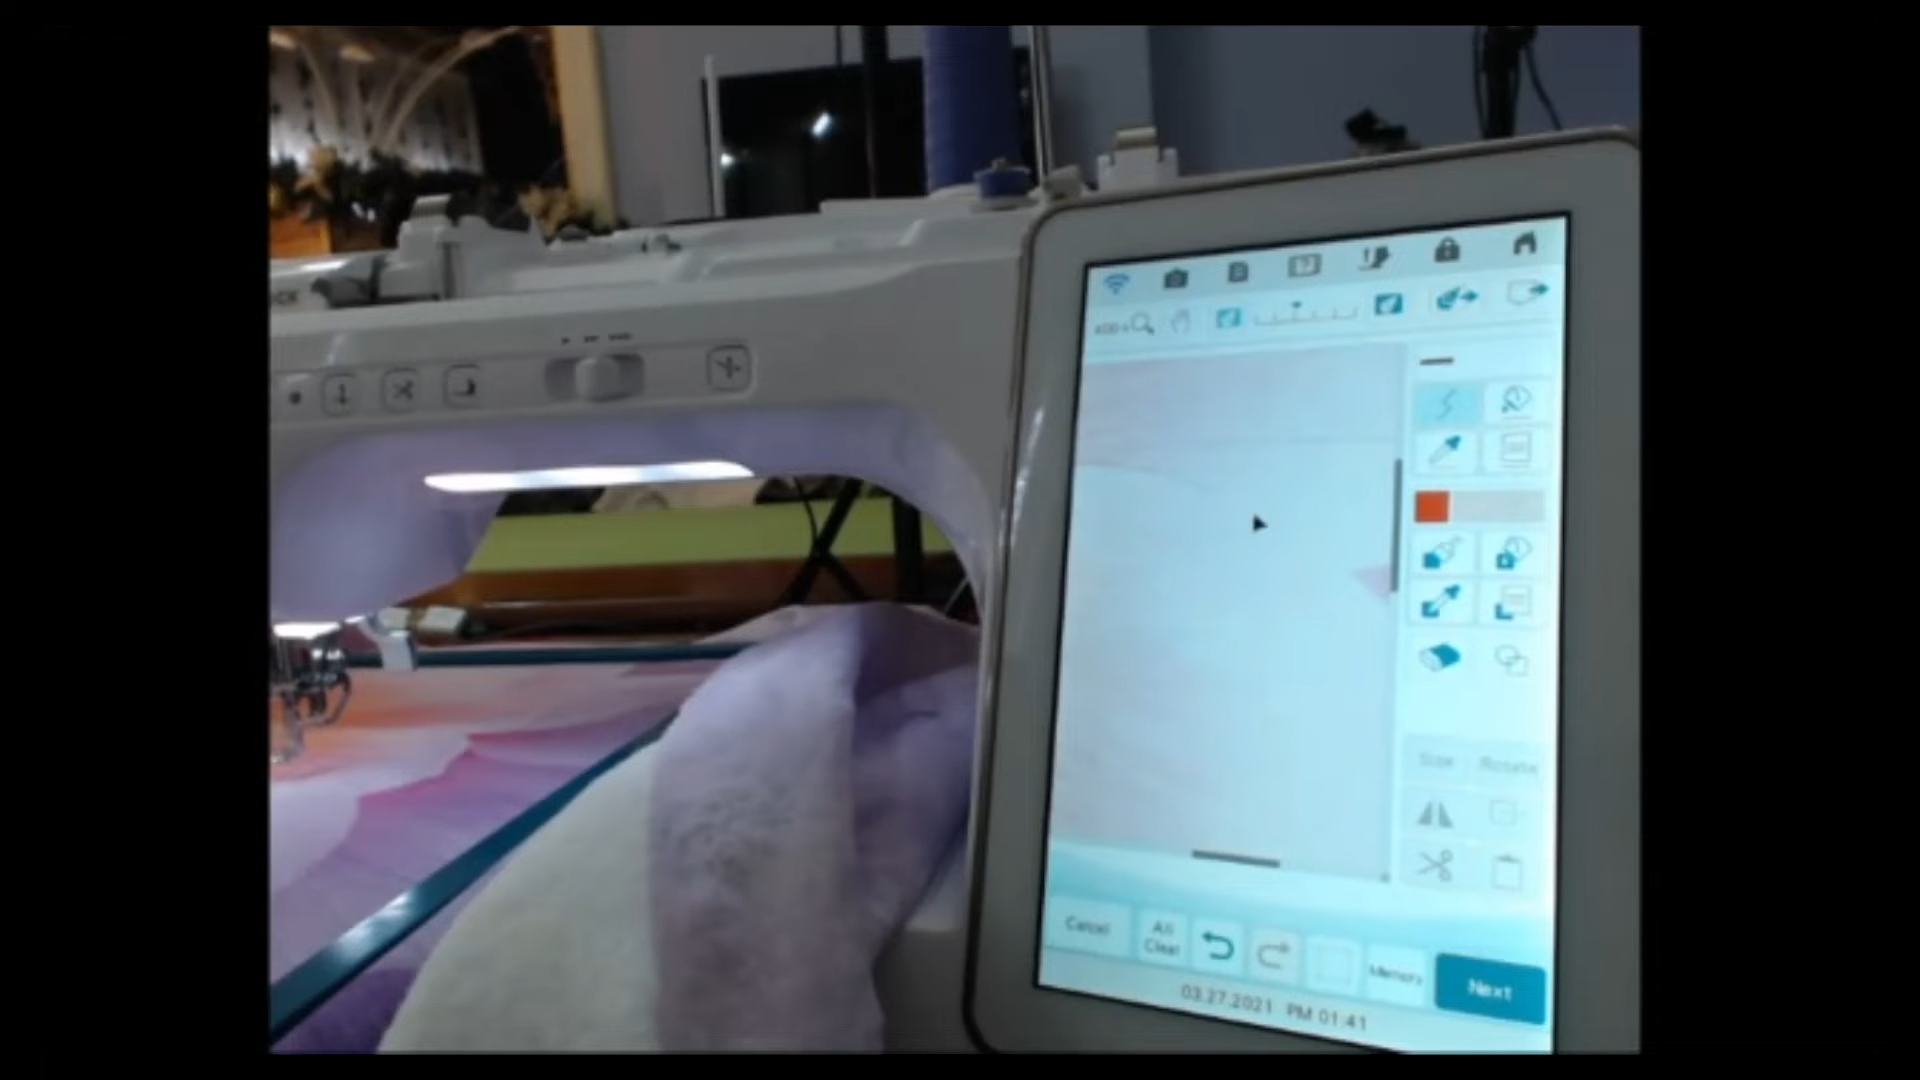 Size Rotate
Cancel
All
Clear
Memory
Next
03.27.2021 PM 01:41